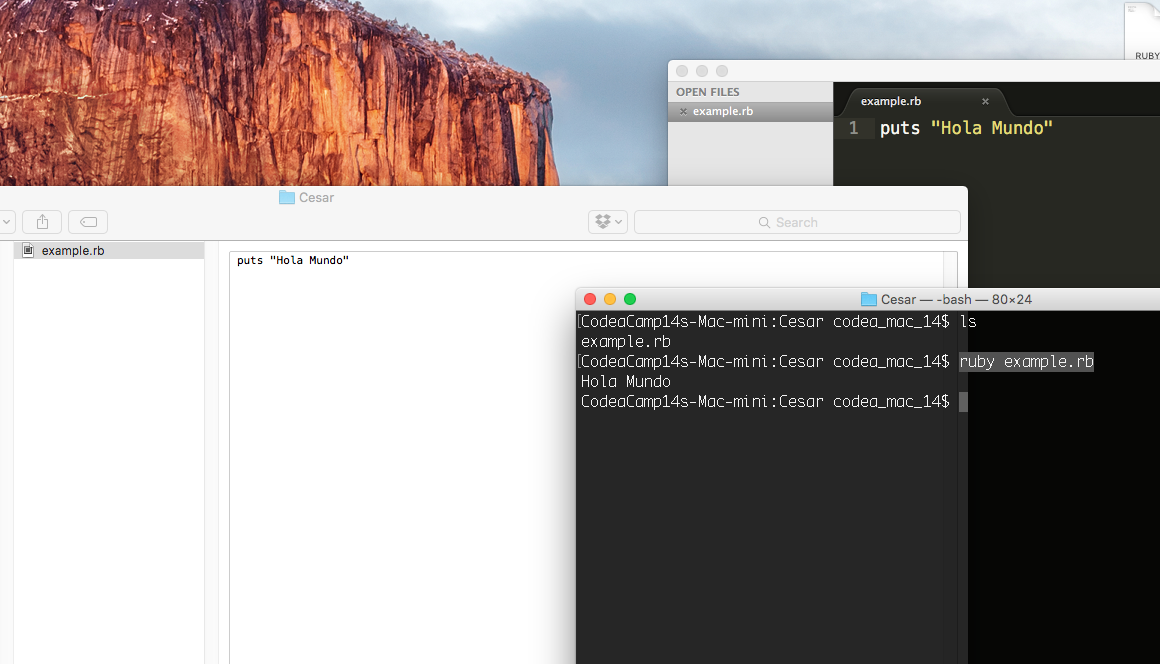 RUBY
OPEN FILES
example.rb
example.rb
1 puts "Hola Mundo"
Cesar
Search
example.rb
puts "Hola Mundo"
Cesar — -bash — 80×24
[CodeaCamp14s-Mac-mini:Cesar codea_mac_14$ ls
example.rb
[CodeaCamp14s-Mac-mini:Cesar codea_mac_14$ ruby example.rb
Hola Mundo
CodeaCamp14s-Mac-mini:Cesar codea_mac_14$